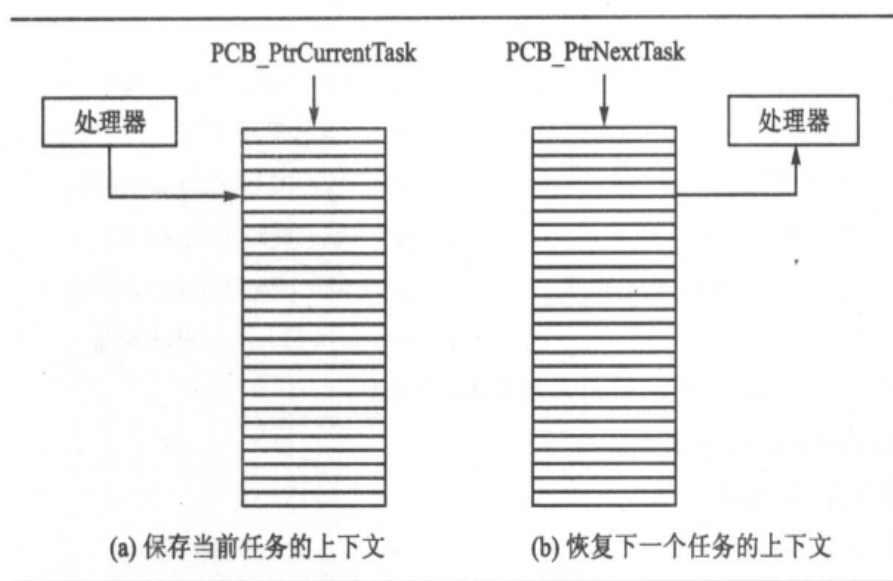 PCB_PtrCurrentTask
PCB_PtrNextTask
处理器
处理器
(a) 保存当前任务的上下文
(b) 恢复下一个任务的上下文